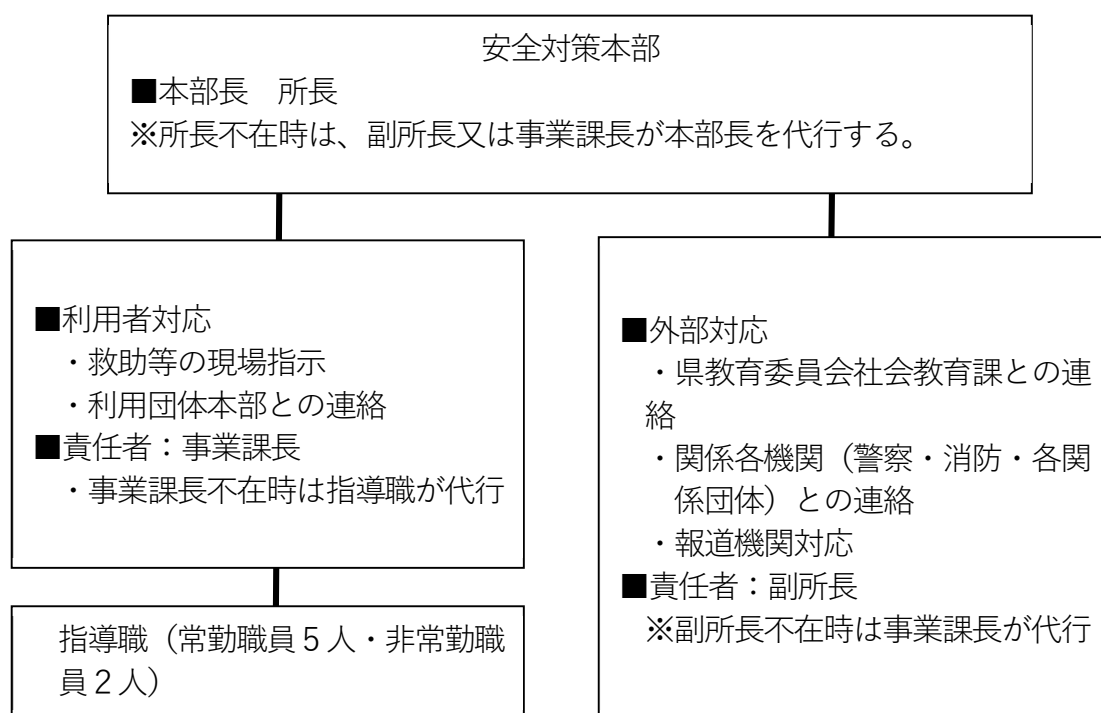 安全対策本部
■本部長　所長
※所長不在時は、副所長又は事業課長が本部長を代行する。
■利用者対応
・救助等の現場指示
・利用団体本部との連絡
■責任者：事業課長
・事業課長不在時は指導職が代行
指導職（常勤職員５人・非常勤職
員２人）
■外部対応
・県教育委員会社会教育課との連
絡
・関係各機関（警察・消防・各関
係団体）との連絡
・報道機関対応
■責任者：副所長
※副所長不在時は事業課長が代行